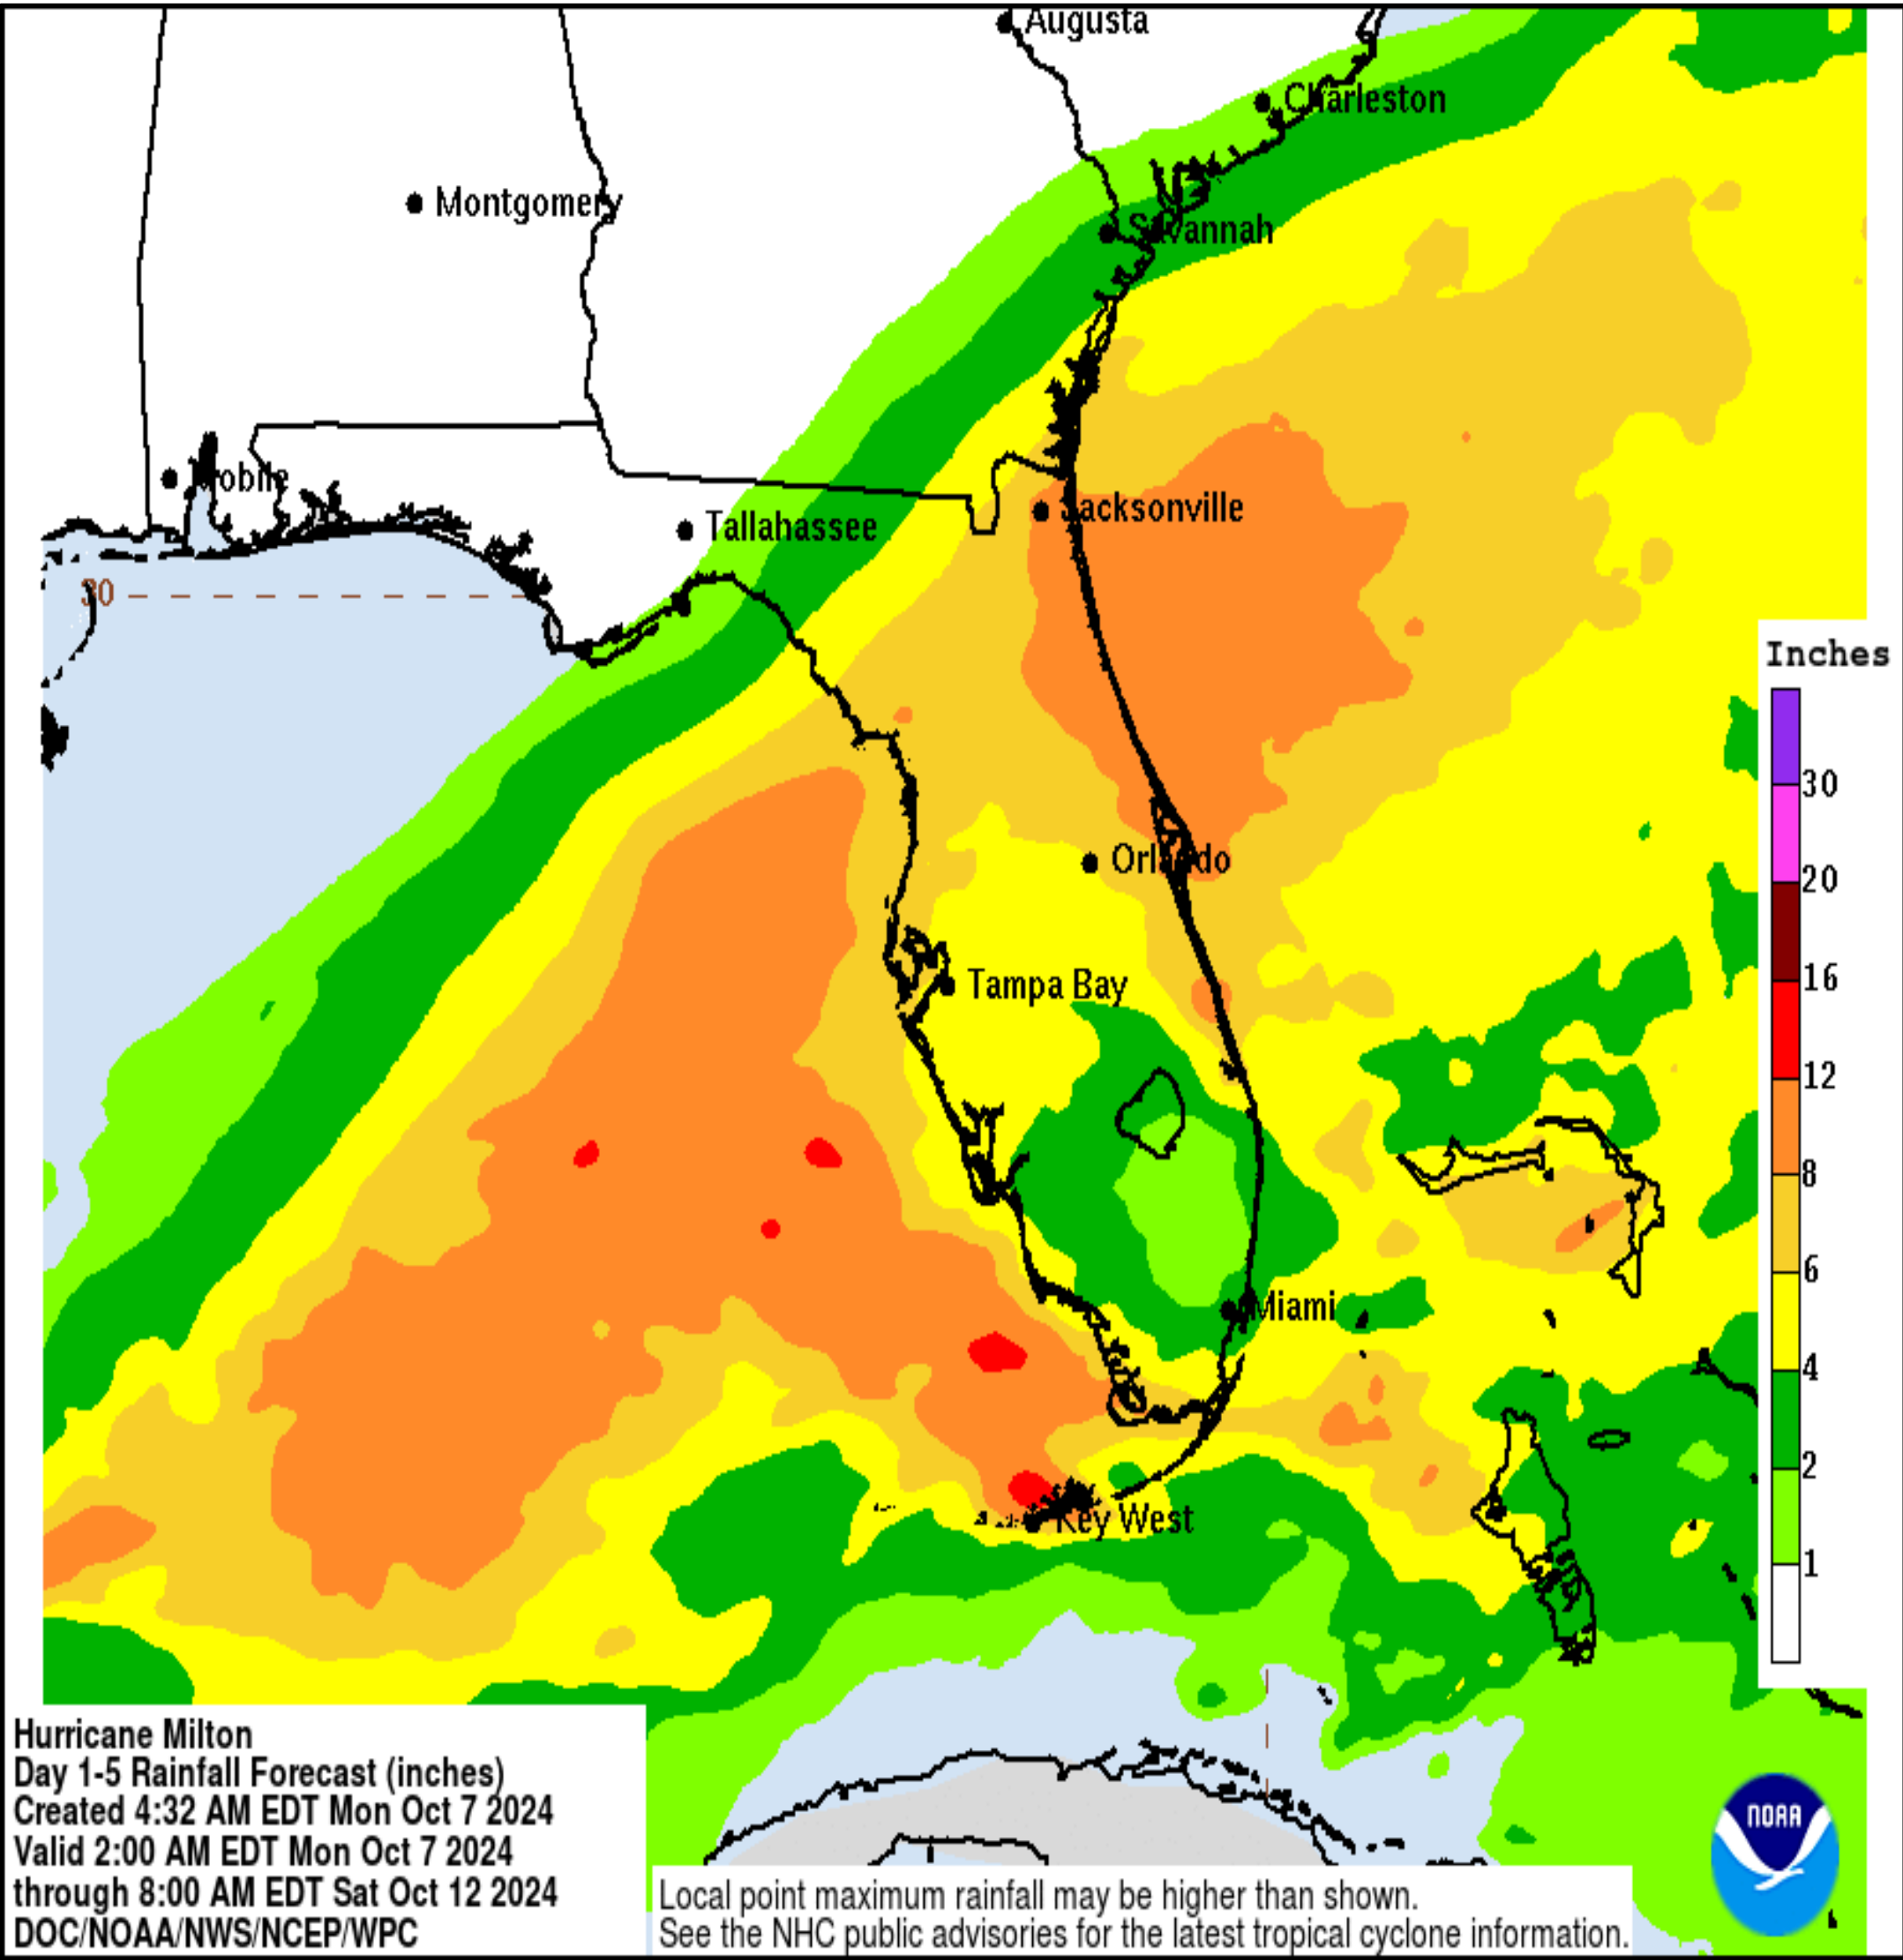 Augusta
Charleston
Montgomery
Savannah
Mobile
Jacksonville
Tallahassee
30
Inches
30
Orlando
20
Tampa Bay
16
12
8
6
Miami
4
2
Key West
1
Hurricane Milton
Day 1-5 Rainfall Forecast (inches)
Created 4:32 AM EDT Mon Oct 7 2024
Valid 2:00 AM EDT Mon Oct 7 2024
through 8:00 AM EDT Sat Oct 12 2024
DOC/NOAA/NWS/NCEP/WPC
Local point maximum rainfall may be higher than shown.
See the NHC public advisories for the latest tropical cyclone information.
NOAA